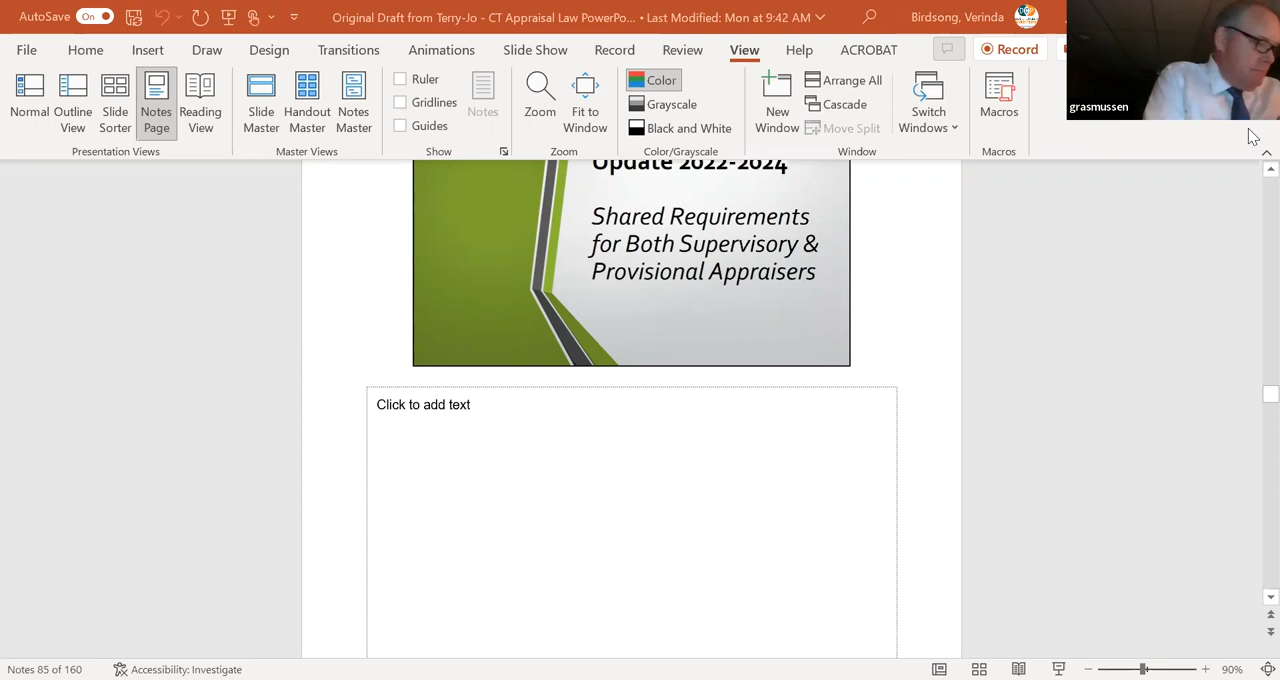 AutoSave On Original Draft from Terry-Jo - CT Appraisal Law PowerPo... • Last Modified: Mon at 9:42 AM Birdsong, Verinda
File Home Insert Draw Design Transitions Animations Slide Show Record Review View Help ACROBAT Record
Normal Outline View Slide Sorter Notes Page Reading View
Presentation Views
Slide Master Handout Master Notes Master
Master Views
Ruler
Gridlines
Guides
Notes
Show
Zoom Fit to Window
Zoom
Color
Grayscale
Black and White
Color/Grayscale
New Window
Arrange All
Cascade
Move Split
Switch Windows
Window
Macros
Macros
grasmussen
Update 2022-2024
Shared Requirements
for Both Supervisory &
Provisional Appraisers
Click to add text
Notes 85 of 160 Accessibility: Investigate 90%